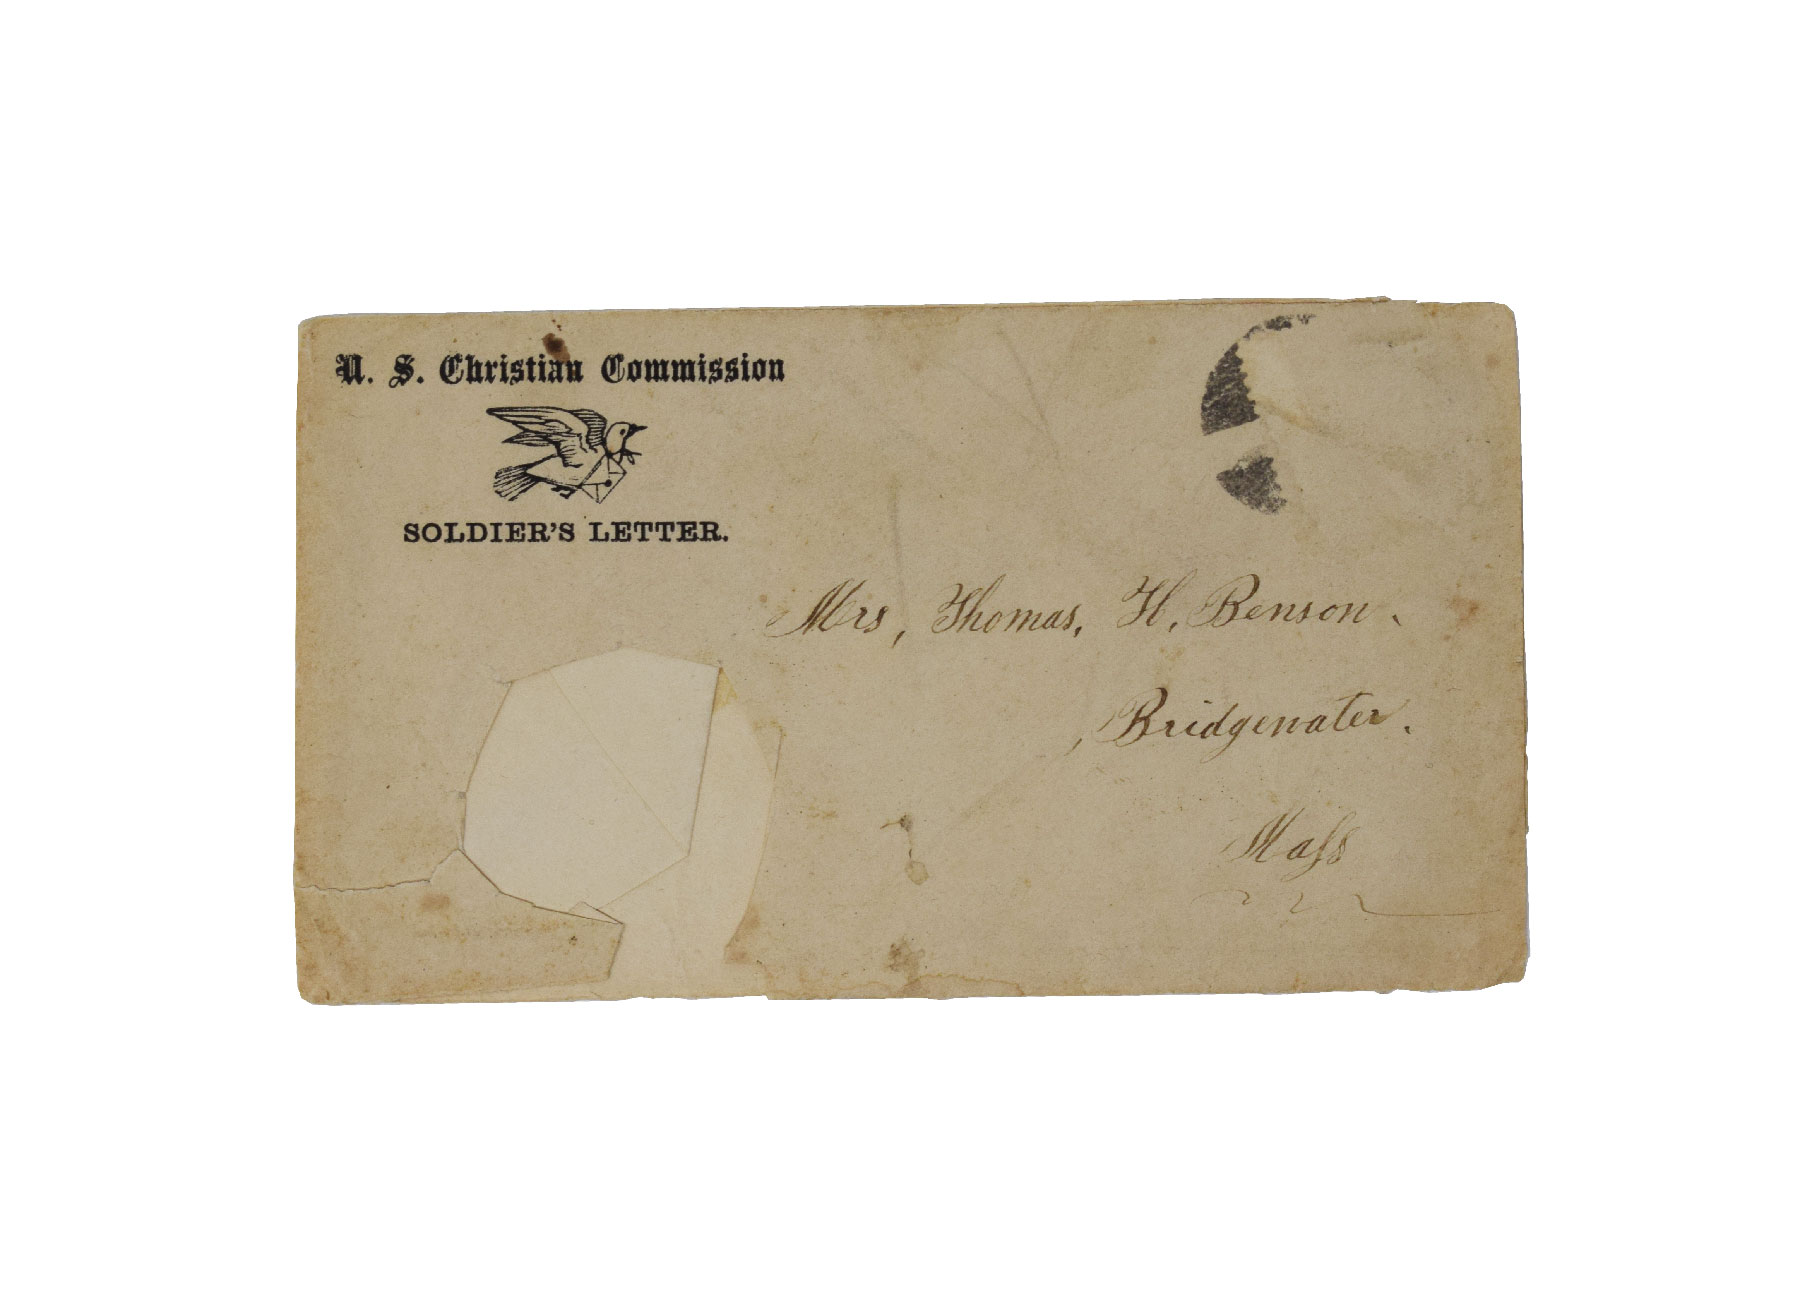 U. S. Christian Commission
SOLDIER'S LETTER.
Mrs, Thomas, H, Benson.
Bridgewater.
Maſs